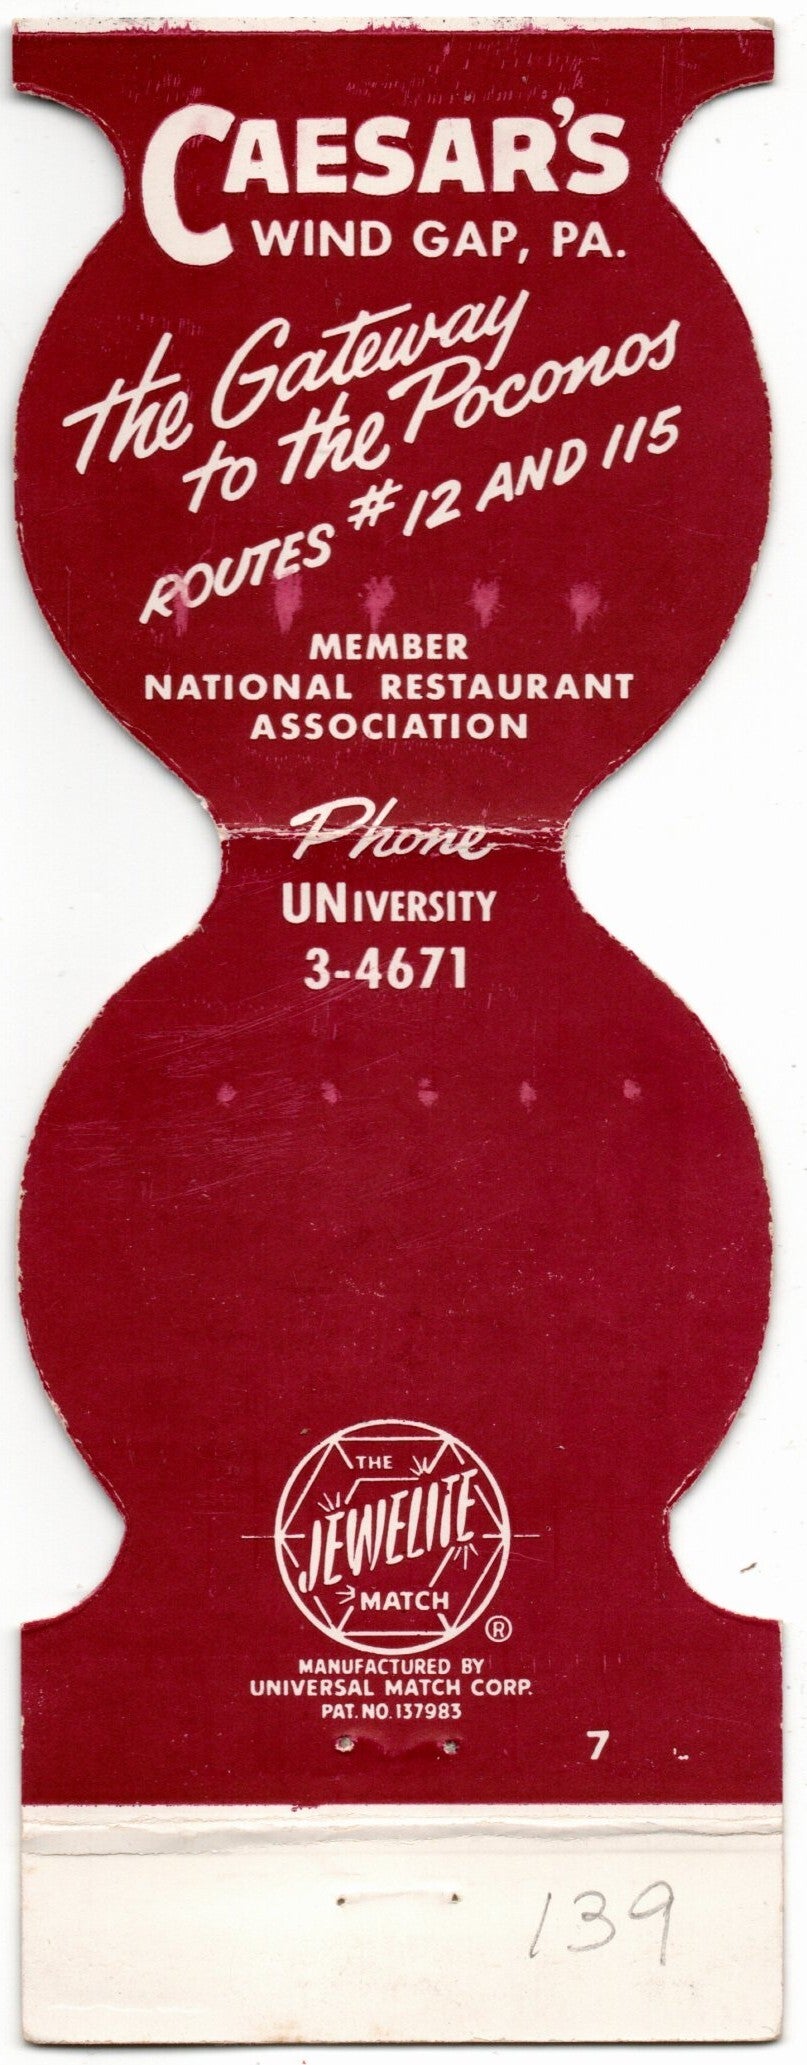 CAESAR'S
WIND GAP, PA.
the Gateway
to the Poconos
ROUTES #12 AND 115
MEMBER
NATIONAL RESTAURANT
ASSOCIATION
Phone
UNIVERSITY
3-4671
THE
JEWELITE
MATCH
®
MANUFACTURED BY
UNIVERSAL MATCH CORP.
PAT. NO. 137983
7
139